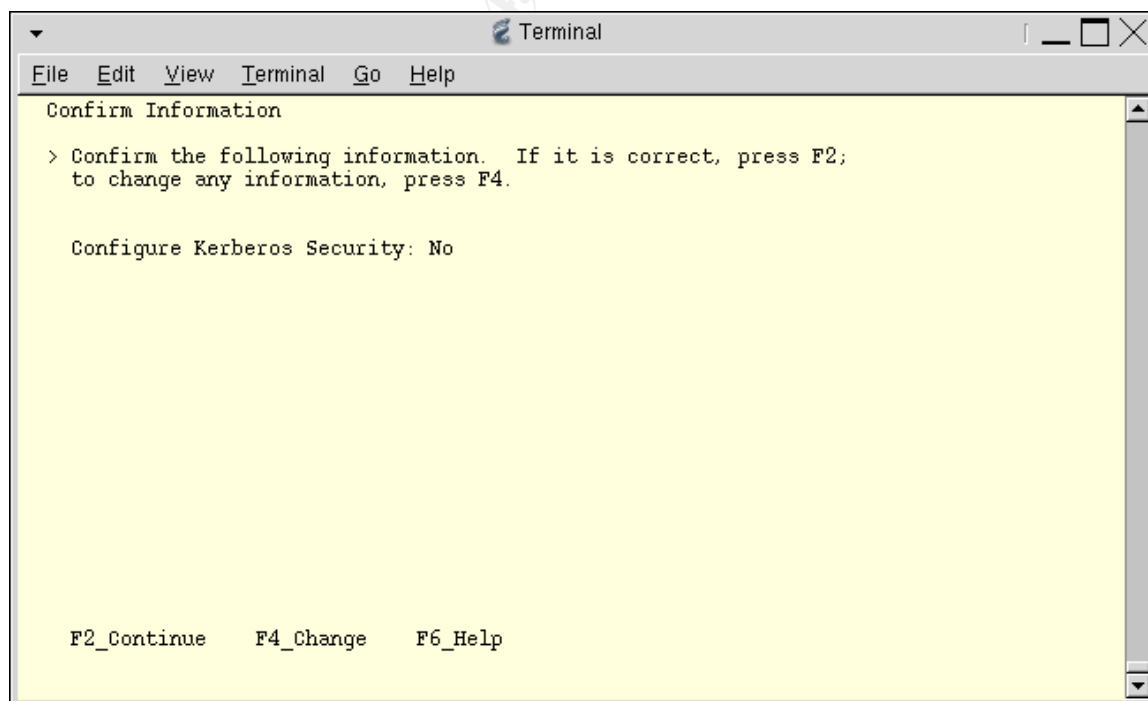 Terminal
File Edit View Terminal Go Help
Confirm Information
> Confirm the following information. If it is correct, press F2;
to change any information, press F4.
Configure Kerberos Security: No
F2_Continue F4_Change F6_Help